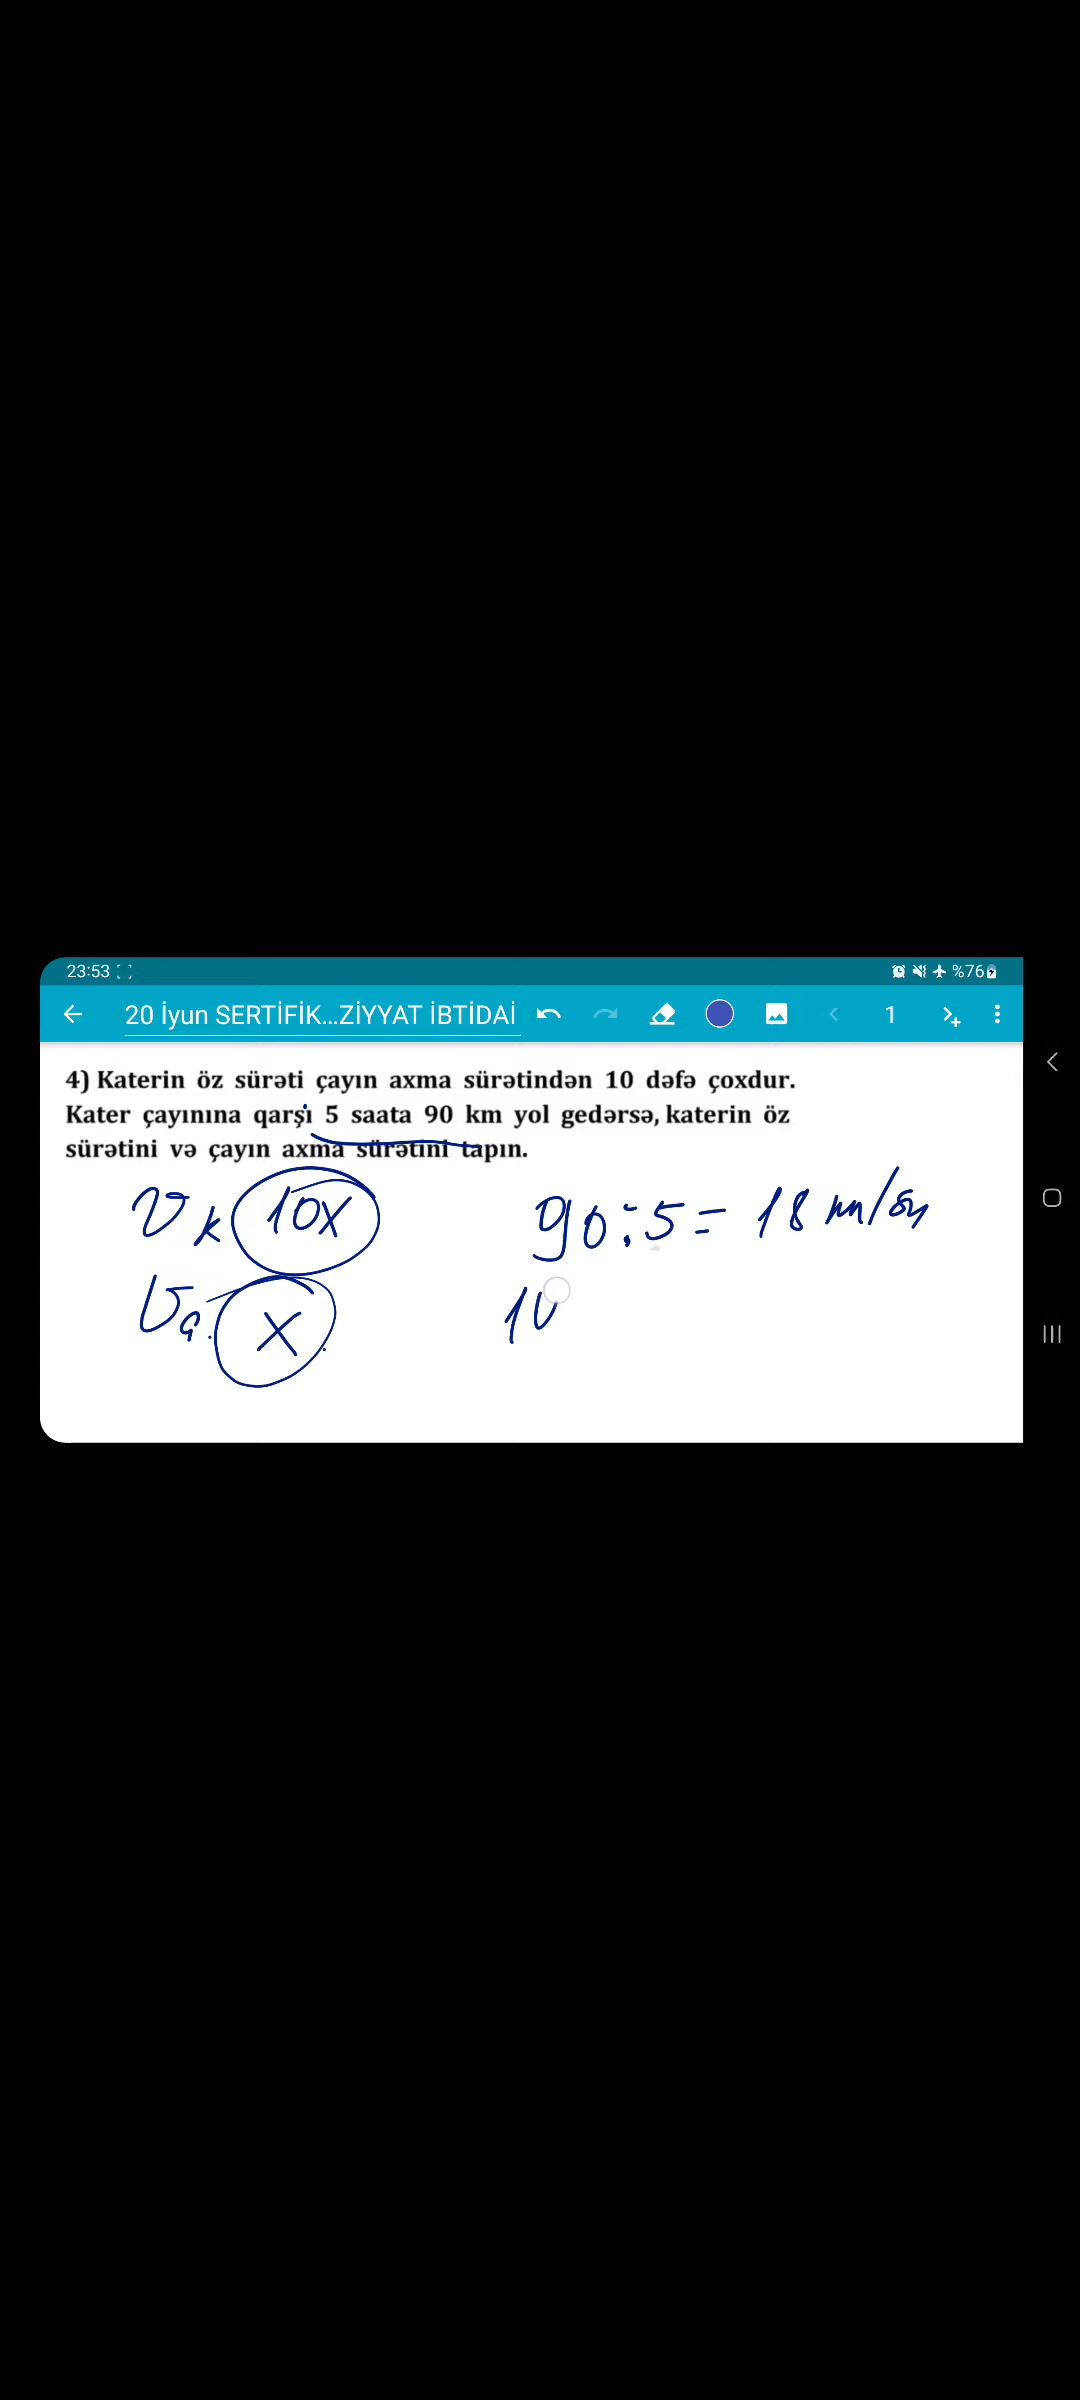 23:53 %76
20 İyun SERTİFİK...ZİYYAT İBTİDAİ 1
4) Katerin öz sürəti çayın axma sürətindən 10 dəfə çoxdur.
Kater çayınına qarşı 5 saata 90 km yol gedərsə, katerin öz
sürətini və çayın axma sürətini tapın.
Vk 10x 90:5=18
Vç. x 10